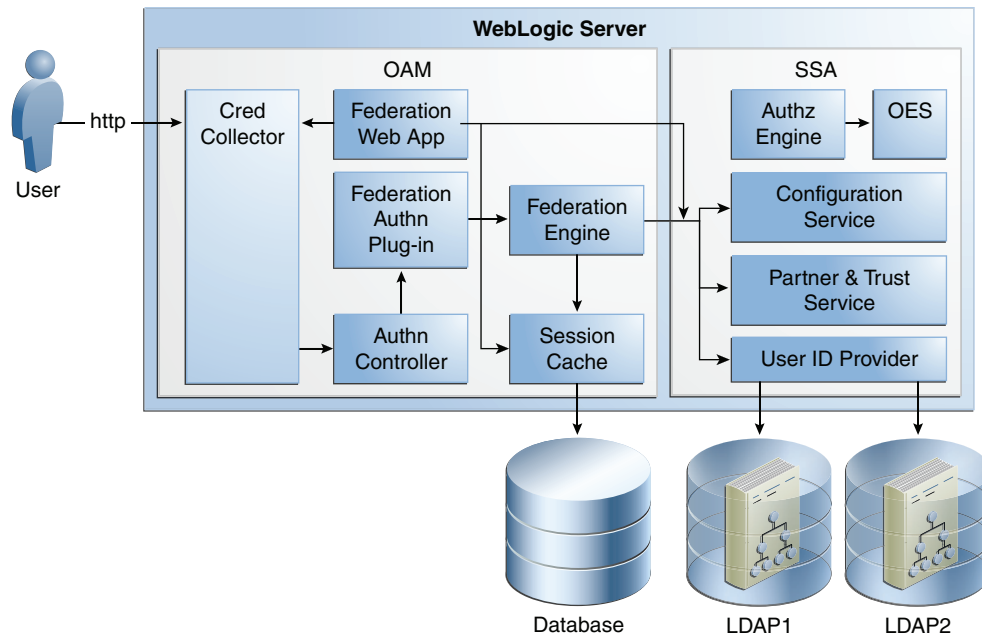 WebLogic Server
OAM
SSA
User
http
Cred
Collector
Federation
Web App
Federation
Authn
Plug-in
Authn
Controller
Federation
Engine
Session
Cache
Authz
Engine
OES
Configuration
Service
Partner & Trust
Service
User ID Provider
Database
LDAP1
LDAP2